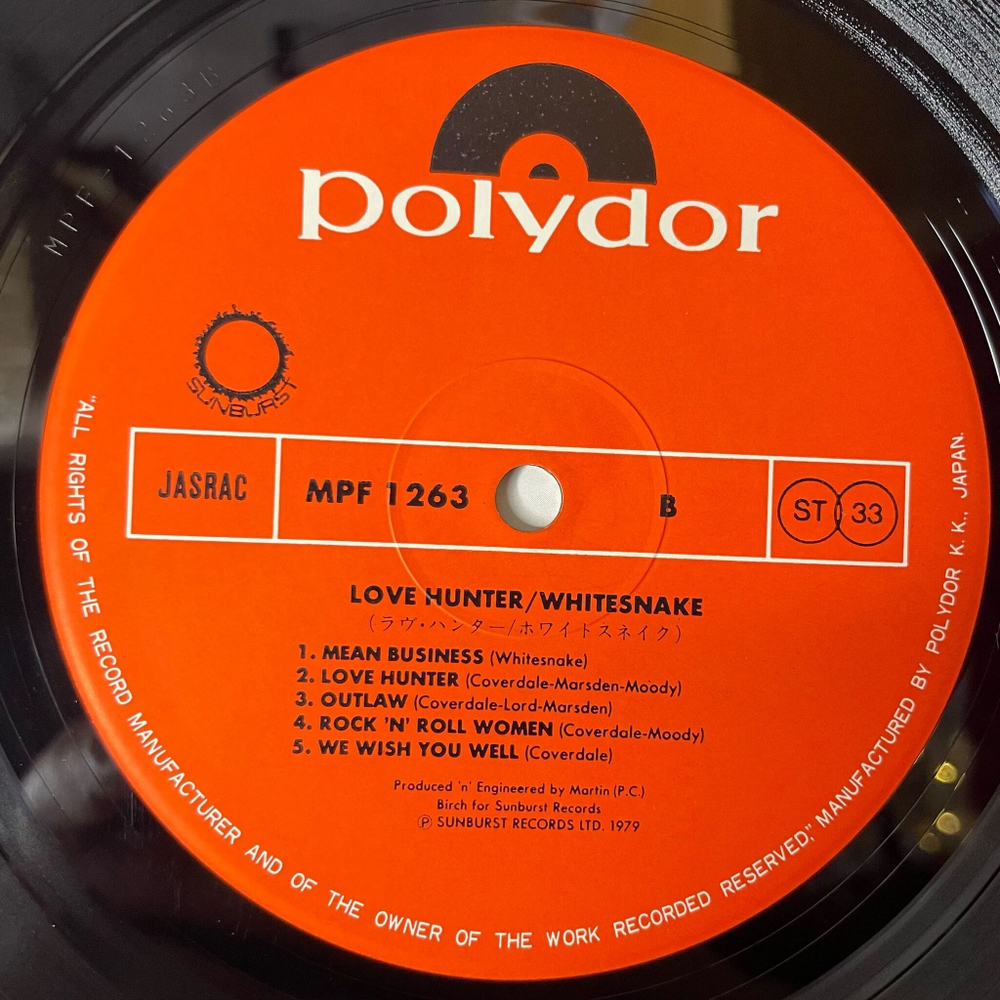 MPF 1263 B
polydor
SUNBURST
JASRAC
MPF 1263
B
ST 33
LOVE HUNTER/WHITESNAKE
(ラヴ・ハンター/ホワイトスネイク)
1. MEAN BUSINESS (Whitesnake)
2. LOVE HUNTER (Coverdale-Marsden-Moody)
3. OUTLAW (Coverdale-Lord-Marsden)
4. ROCK 'N' ROLL WOMEN (Coverdale-Moody)
5. WE WISH YOU WELL (Coverdale)
Produced 'n' Engineered by Martin (P.C.)
Birch for Sunburst Records
Ⓟ SUNBURST RECORDS LTD. 1979
"ALL RIGHTS OF THE RECORD MANUFACTURER AND OF THE OWNER OF THE WORK RECORDED RESERVED," MANUFACTURED BY POLYDOR K. K., JAPAN.